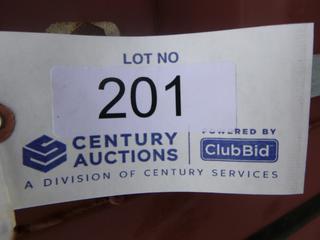 LOT NO
201
CENTURY
AUCTIONS
POWERED BY
ClubBid
A DIVISION OF CENTURY SERVICES